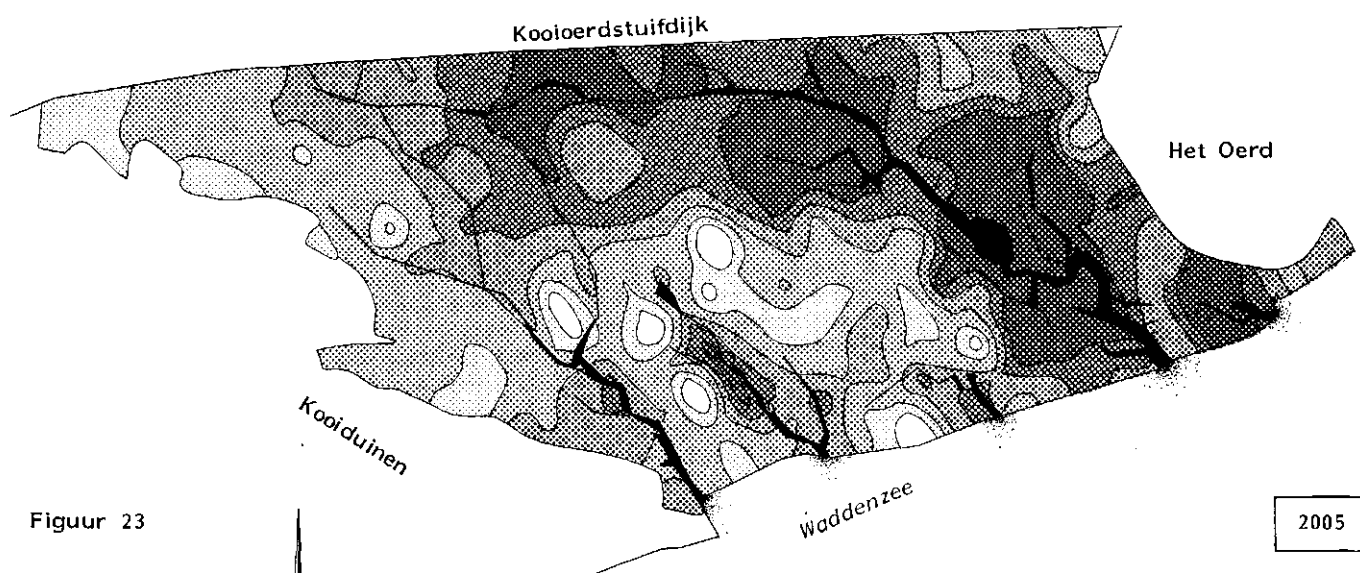 Kooioerdstuifdijk
Het Oerd
Kooiduinen
Waddenzee
Figuur 23
2005